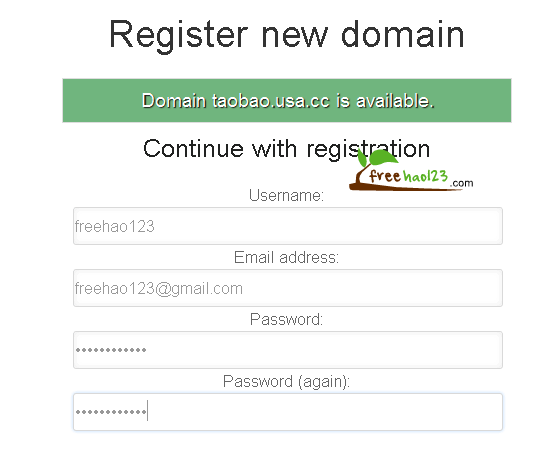 Register new domain
Domain taobao.usa.cc is available.
Continue with registration
freehao123.com
Username:
freehao123
Email address:
freehao123@gmail.com
Password:
••••••••••••
Password (again):
••••••••••••